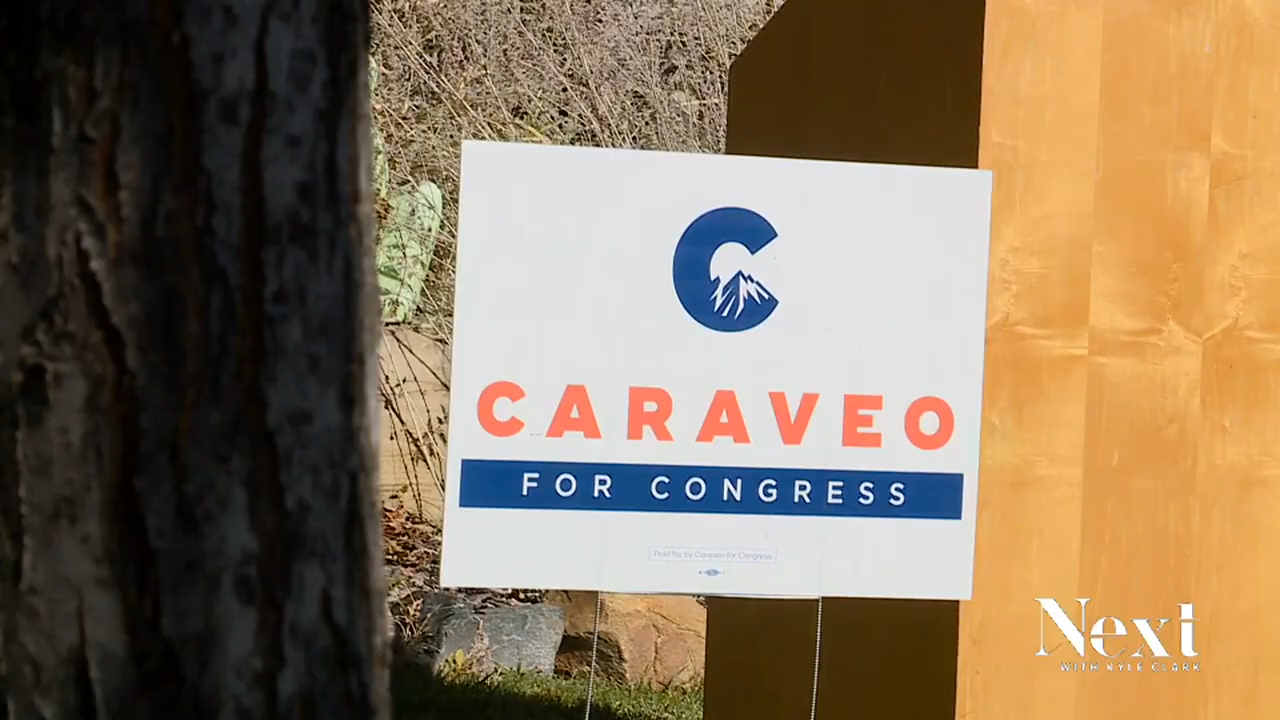 C
CARAVEO
FOR CONGRESS
Paid for by Caraveo for Congress
Next
WITH KYLE CLARK